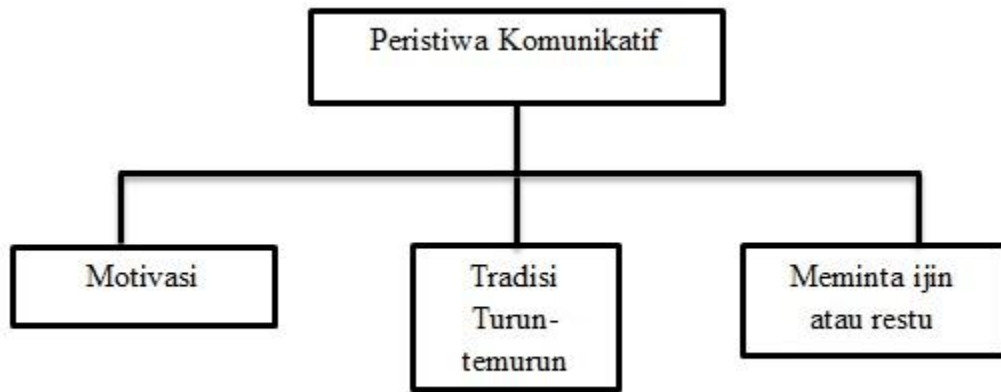 Peristiwa Komunikatif
Motivasi
Tradisi
Turun-
temurun
Meminta ijin
atau restu